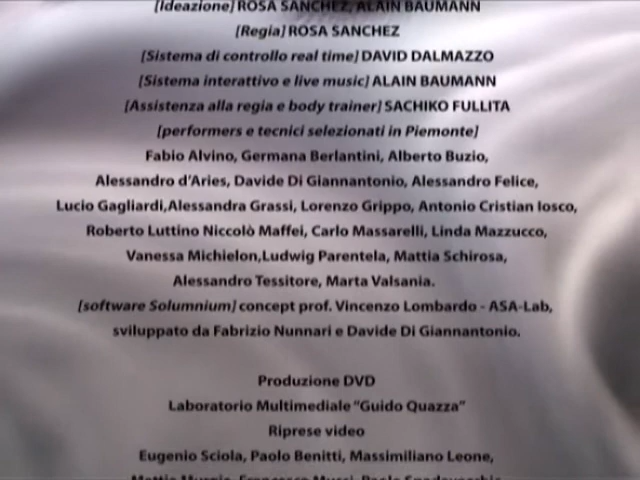 [Ideazione] ROSA SANCHEZ, ALAIN BAUMANN
[Regia] ROSA SANCHEZ
[Sistema di controllo real time] DAVID DALMAZZO
[Sistema interattivo e live music] ALAIN BAUMANN
[Assistenza alla regia e body trainer] SACHIKO FULLITA
[performers e tecnici selezionati in Piemonte]
Fabio Alvino, Germana Berlantini, Alberto Buzio,
Alessandro d'Aries, Davide Di Giannantonio, Alessandro Felice,
Lucio Gagliardi,Alessandra Grassi, Lorenzo Grippo, Antonio Cristian Iosco,
Roberto Luttino Niccolò Maffei, Carlo Massarelli, Linda Mazzucco,
Vanessa Michielon,Ludwig Parentela, Mattia Schirosa,
Alessandro Tessitore, Marta Valsania.
[software Solumnium] concept prof. Vincenzo Lombardo - ASA-Lab,
sviluppato da Fabrizio Nunnari e Davide Di Giannantonio.
Produzione DVD
Laboratorio Multimediale "Guido Quazza"
Riprese video
Eugenio Sciola, Paolo Benitti, Massimiliano Leone,